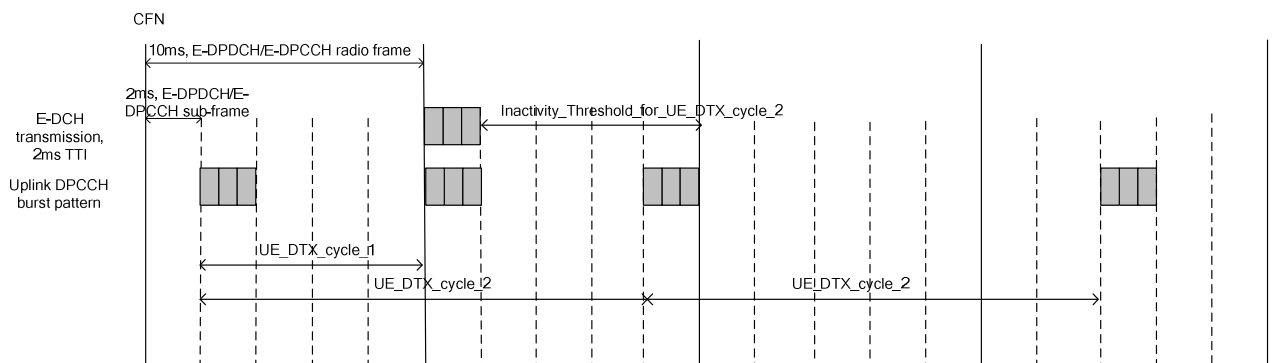 CFN
10ms, E-DPDCH/E-DPCCH radio frame
2ms, E-DPDCH/E-
DPCCH sub-frame
E-DCH
transmission,
2ms TTI
Inactivity_Threshold_for_UE_DTX_cycle_2
Uplink DPCCH
burst pattern
UE_DTX_cycle_1
UE_DTX_cycle_2
UE_DTX_cycle_2